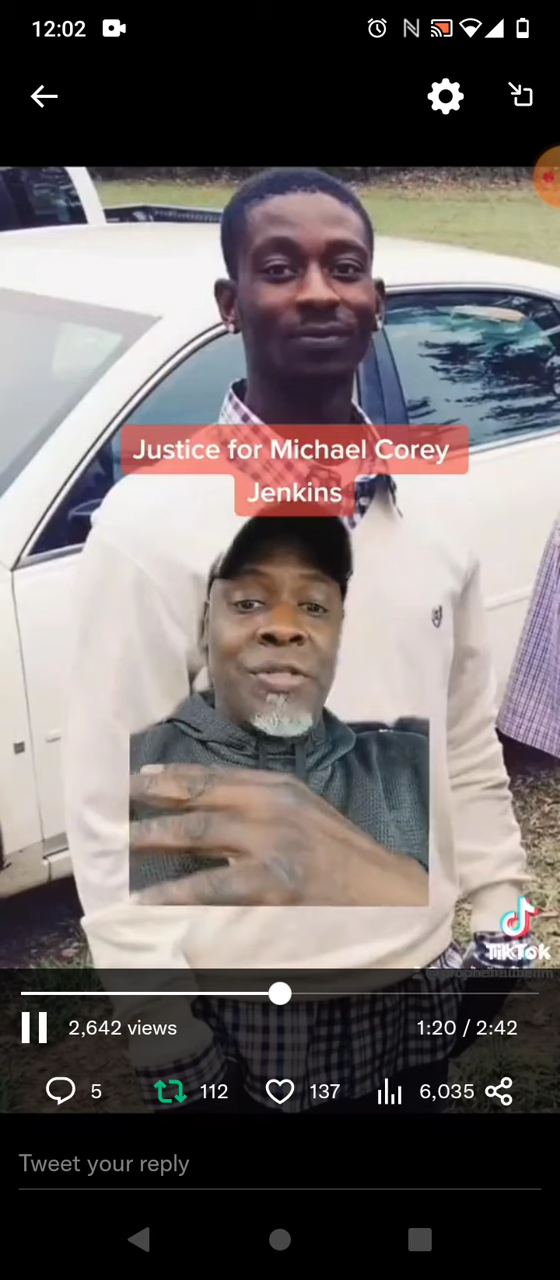 12:02
Justice for Michael Corey
Jenkins
TikTok
2,642 views
1:20 / 2:42
5
112
137
6,035
Tweet your reply